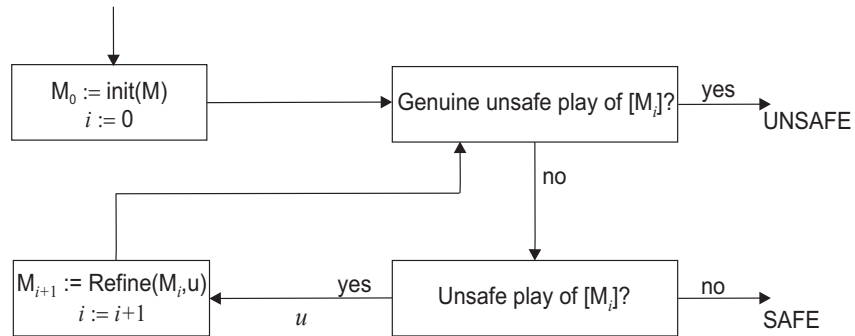 M₀ := init(M)
i := 0
Genuine unsafe play of [Mᵢ]?
yes
UNSAFE
no
Mᵢ₊₁ := Refine(Mᵢ,u)
i := i+1
yes
u
Unsafe play of [Mᵢ]?
no
SAFE